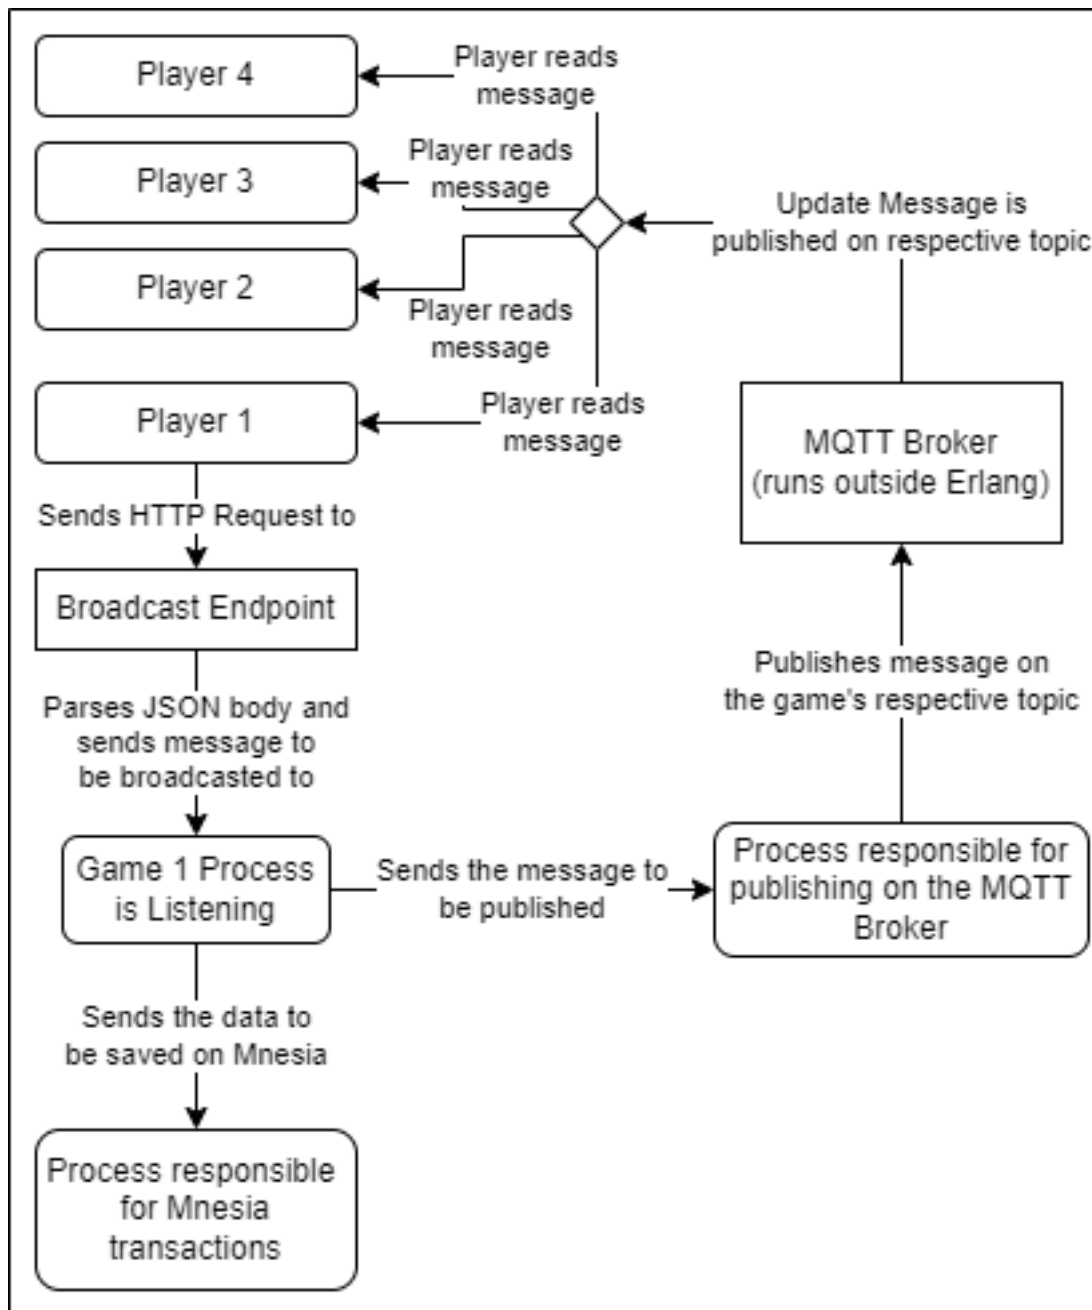 Player 4
Player reads
message
Player 3
Player reads
message
Update Message is
published on respective topic
Player 2
Player reads
message
Player 1
Player reads
message
MQTT Broker
(runs outside Erlang)
Sends HTTP Request to
Broadcast Endpoint
Parses JSON body and
sends message to
be broadcasted to
Publishes message on
the game's respective topic
Game 1 Process
is Listening
Sends the message to
be published
Process responsible for
publishing on the MQTT
Broker
Sends the data to
be saved on Mnesia
Process responsible
for Mnesia
transactions